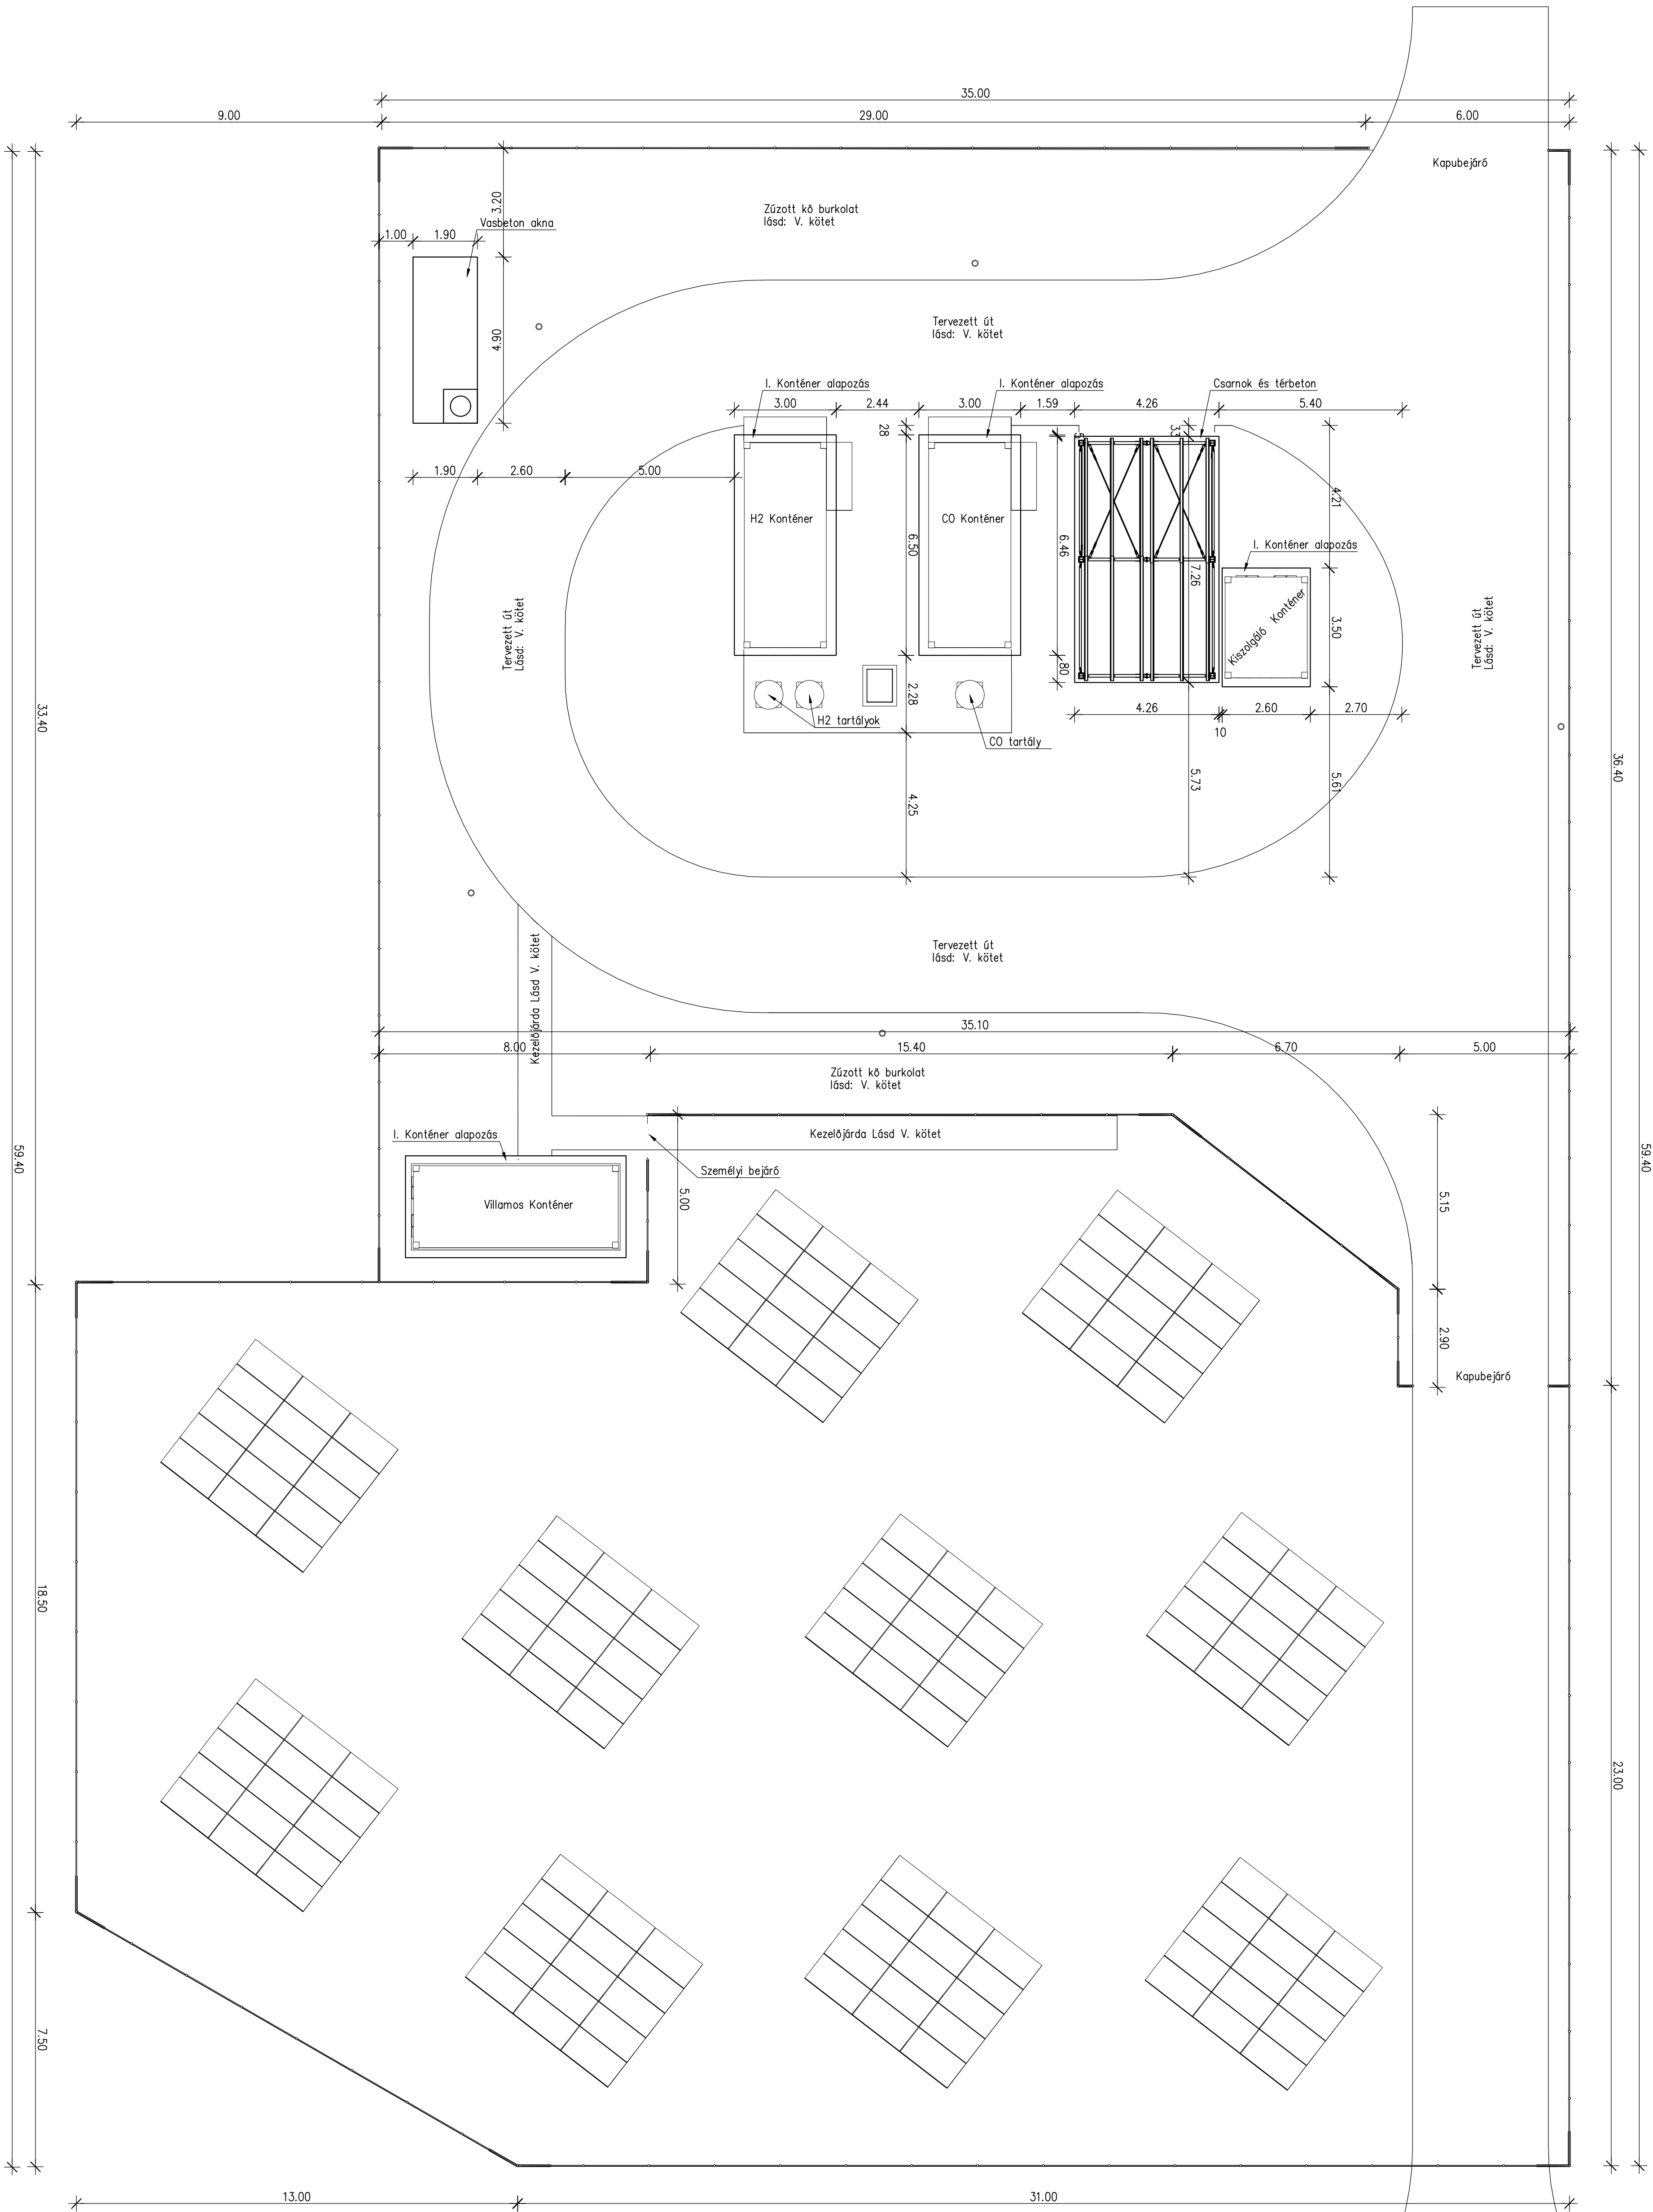 35.00
9.00
29.00
6.00
Kapubejáró
3.20
Zúzott kő burkolat
lásd: V. kötet
Vasbeton akna
1.00
1.90
4.90
Tervezett út
lásd: V. kötet
I. Konténer alapozás
I. Konténer alapozás
Csarnok és térbeton
3.00
2.44
3.00
1.59
4.26
5.40
28
33
1.90
2.60
5.00
4.21
H2 Konténer
CO Konténer
6.50
6.46
I. Konténer alapozás
7.26
3.50
Kiszolgáló Konténer
Tervezett út
Lásd: V. kötet
Tervezett út
Lásd: V. kötet
80
2.28
4.26
2.60
2.70
10
H2 tartályok
CO tartály
33.40
36.40
5.73
5.61
4.25
Tervezett út
lásd: V. kötet
Kezelőjárda Lásd V. kötet
35.10
8.00
15.40
6.70
5.00
Zúzott kő burkolat
lásd: V. kötet
I. Konténer alapozás
Kezelőjárda Lásd V. kötet
59.40
59.40
Személyi bejáró
5.00
5.15
Villamos Konténer
2.90
Kapubejáró
18.50
23.00
7.50
13.00
31.00